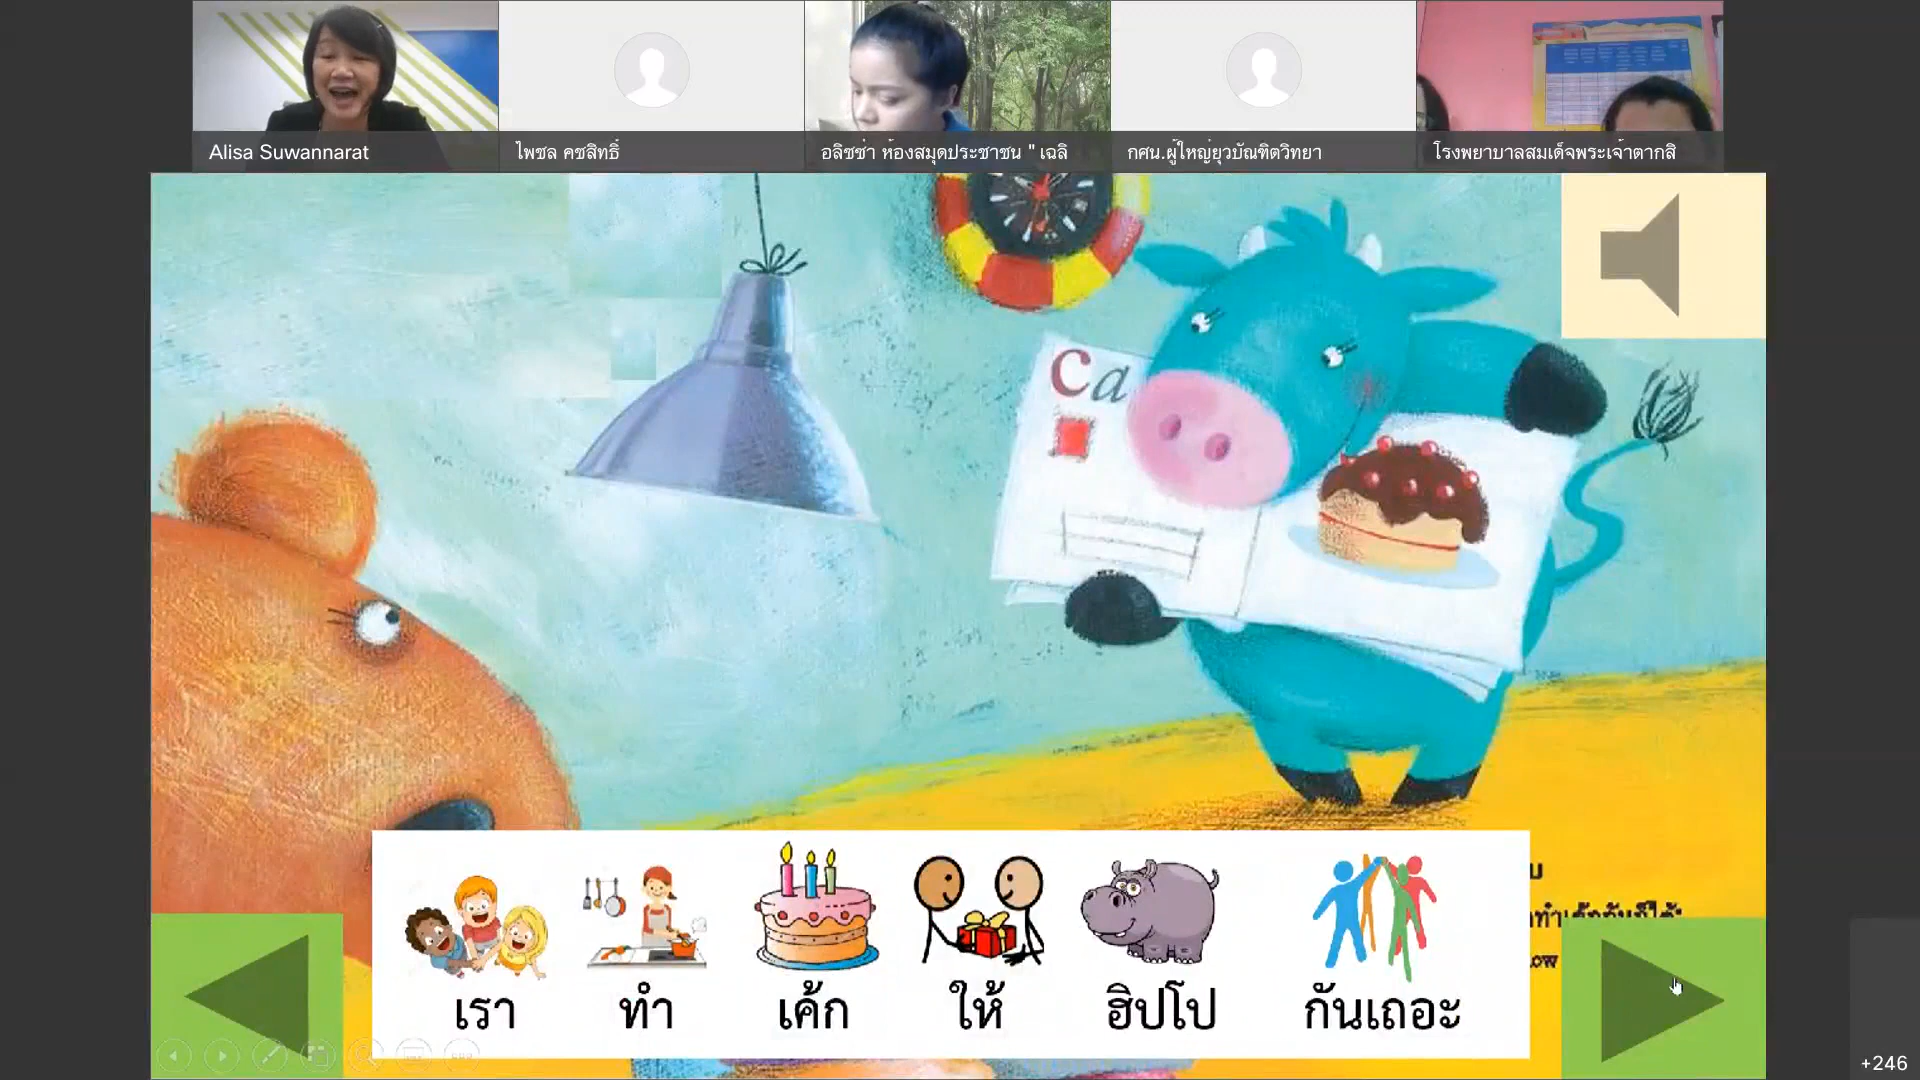 Alisa Suwannarat
ไพชล คชสิทธิ์
อลิซซ่า ห้องสมุดประชาชน " เฉลิ
กศน.ผู้ใหญ่ยุวบัณฑิตวิทยา
โรงพยาบาลสมเด็จพระเจ้าตากสิ
Ca
เรา ทำ เค้ก ให้ ฮิปโป กันเถอะ
+246